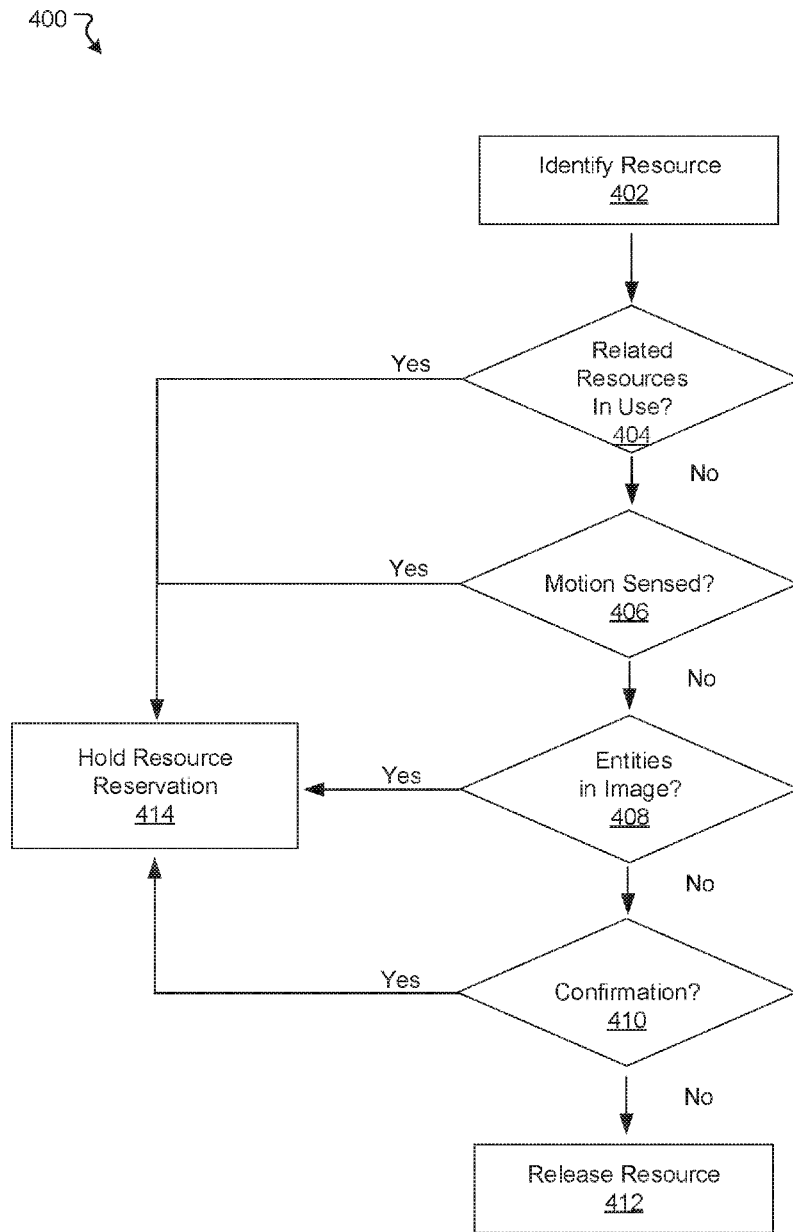 400
Identify Resource
402
Related
Resources
In Use?
404
Yes
No
Motion Sensed?
406
Yes
No
Hold Resource
Reservation
414
Yes
Entities
in Image?
408
No
Yes
Confirmation?
410
No
Release Resource
412